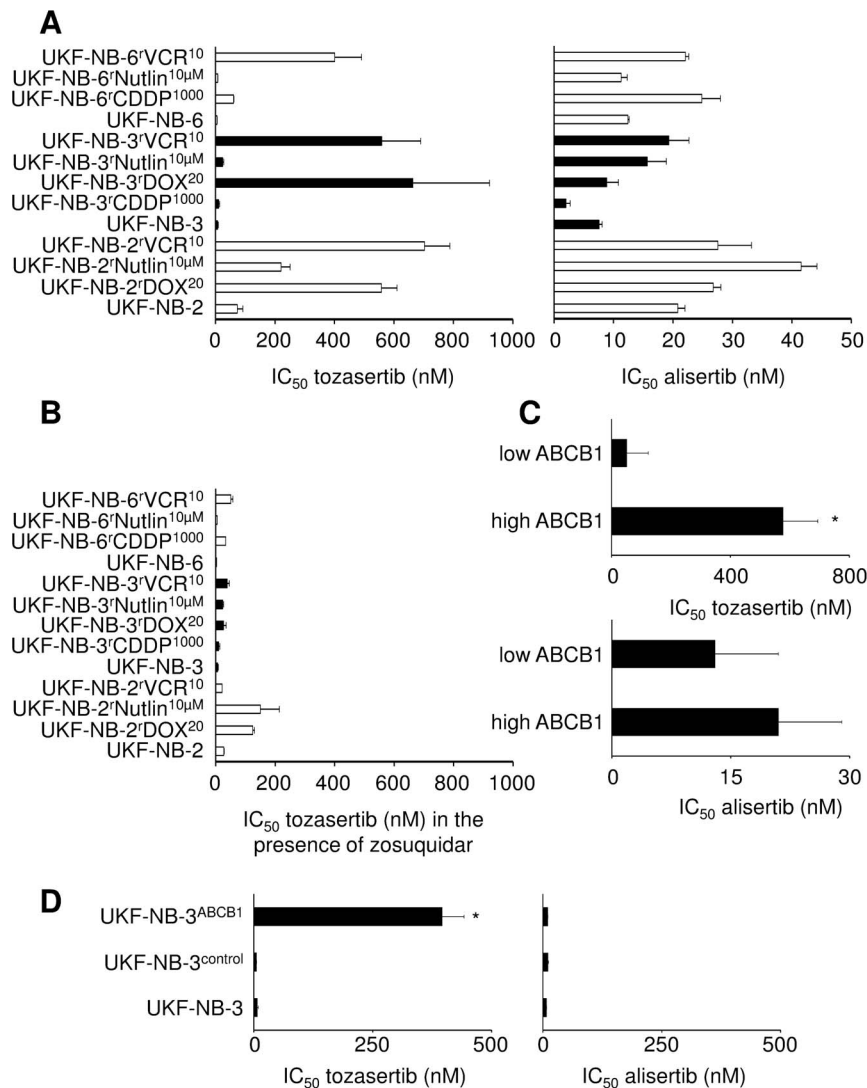 A
UKF-NB-6ʳVCR¹⁰
UKF-NB-6ʳNutlin¹⁰μᴹ
UKF-NB-6ʳCDDP¹⁰⁰⁰
UKF-NB-6
UKF-NB-3ʳVCR¹⁰
UKF-NB-3ʳNutlin¹⁰μᴹ
UKF-NB-3ʳDOX²⁰
UKF-NB-3ʳCDDP¹⁰⁰⁰
UKF-NB-3
UKF-NB-2ʳVCR¹⁰
UKF-NB-2ʳNutlin¹⁰μᴹ
UKF-NB-2ʳDOX²⁰
UKF-NB-2
0 200 400 600 800 1000
IC₅₀ tozasertib (nM)
0 10 20 30 40 50
IC₅₀ alisertib (nM)
B
UKF-NB-6ʳVCR¹⁰
UKF-NB-6ʳNutlin¹⁰μᴹ
UKF-NB-6ʳCDDP¹⁰⁰⁰
UKF-NB-6
UKF-NB-3ʳVCR¹⁰
UKF-NB-3ʳNutlin¹⁰μᴹ
UKF-NB-3ʳDOX²⁰
UKF-NB-3ʳCDDP¹⁰⁰⁰
UKF-NB-3
UKF-NB-2ʳVCR¹⁰
UKF-NB-2ʳNutlin¹⁰μᴹ
UKF-NB-2ʳDOX²⁰
UKF-NB-2
0 200 400 600 800 1000
IC₅₀ tozasertib (nM) in the
presence of zosuquidar
C
low ABCB1
high ABCB1 *
0 400 800
IC₅₀ tozasertib (nM)
low ABCB1
high ABCB1
0 15 30
IC₅₀ alisertib (nM)
D
UKF-NB-3ᴬᴮᶜᴮ¹ *
UKF-NB-3ᶜᵒⁿᵗʳᵒˡ
UKF-NB-3
0 250 500
IC₅₀ tozasertib (nM)
0 250 500
IC₅₀ alisertib (nM)